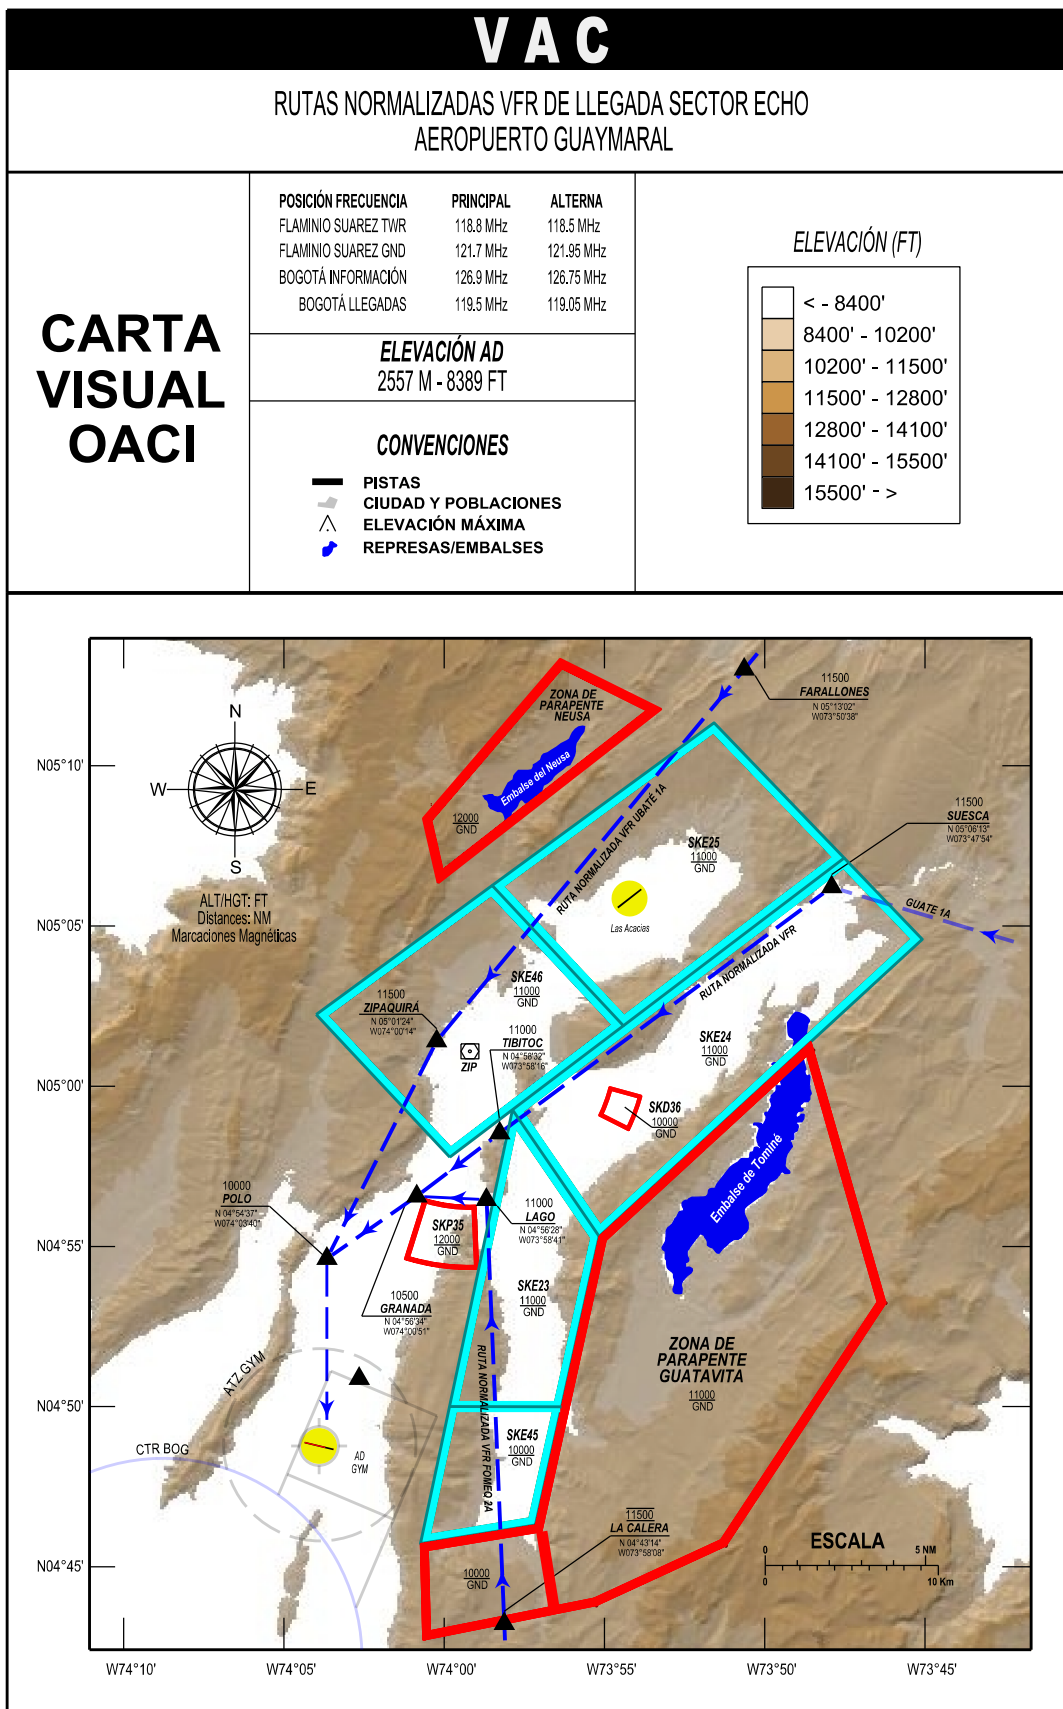 VAC
RUTAS NORMALIZADAS VFR DE LLEGADA SECTOR ECHO
AEROPUERTO GUAYMARAL
CARTA
VISUAL
OACI
POSICIÓN FRECUENCIA PRINCIPAL ALTERNA
FLAMINIO SUAREZ TWR 118.8 MHz 118.5 MHz
FLAMINIO SUAREZ GND 121.7 MHz 121.95 MHz
BOGOTÁ INFORMACIÓN 126.9 MHz 126.75 MHz
BOGOTÁ LLEGADAS 119.5 MHz 119.05 MHz
ELEVACIÓN AD
2557 M - 8389 FT
CONVENCIONES
PISTAS
CIUDAD Y POBLACIONES
ELEVACIÓN MÁXIMA
REPRESAS/EMBALSES
ELEVACIÓN (FT)
< - 8400'
8400' - 10200'
10200' - 11500'
11500' - 12800'
12800' - 14100'
14100' - 15500'
15500' - >
11500
FARALLONES
N 05°13'02"
W073°50'38"
ZONA DE
PARAPENTE
NEUSA
Embalse del Neusa
12000
GND
N
W
E
S
ALT/HGT: FT
Distances: NM
Marcaciones Magnéticas
RUTA NORMALIZADA VFR UBATÉ 1A
SKE25
11000
GND
Las Acacias
11500
SUESCA
N 05°06'13"
W073°47'54"
GUATE 1A
RUTA NORMALIZADA VFR
SKE46
11000
GND
11500
ZIPAQUIRÁ
N 05°01'24"
W074°00'14"
ZIP
11000
TIBITOC
N 04°58'32"
W073°58'16"
SKE24
11000
GND
SKD36
10000
GND
Embalse de Tominé
10000
POLO
N 04°54'37"
W074°03'40"
SKP35
12000
GND
11000
LAGO
N 04°56'28"
W073°58'41"
10500
GRANADA
N 04°56'34"
W074°00'51"
SKE23
11000
GND
ZONA DE
PARAPENTE
GUATAVITA
11000
GND
RUTA NORMALIZADA VFR FOMEQ 2A
ATZ GYM
CTR BOG
AD
GYM
SKE45
10000
GND
11500
LA CALERA
N 04°43'14"
W073°58'08"
10000
GND
ESCALA
0 5 NM
0 10 Km
N05°10'
N05°05'
N05°00'
N04°55'
N04°50'
N04°45'
W74°10' W74°05' W74°00' W73°55' W73°50' W73°45'